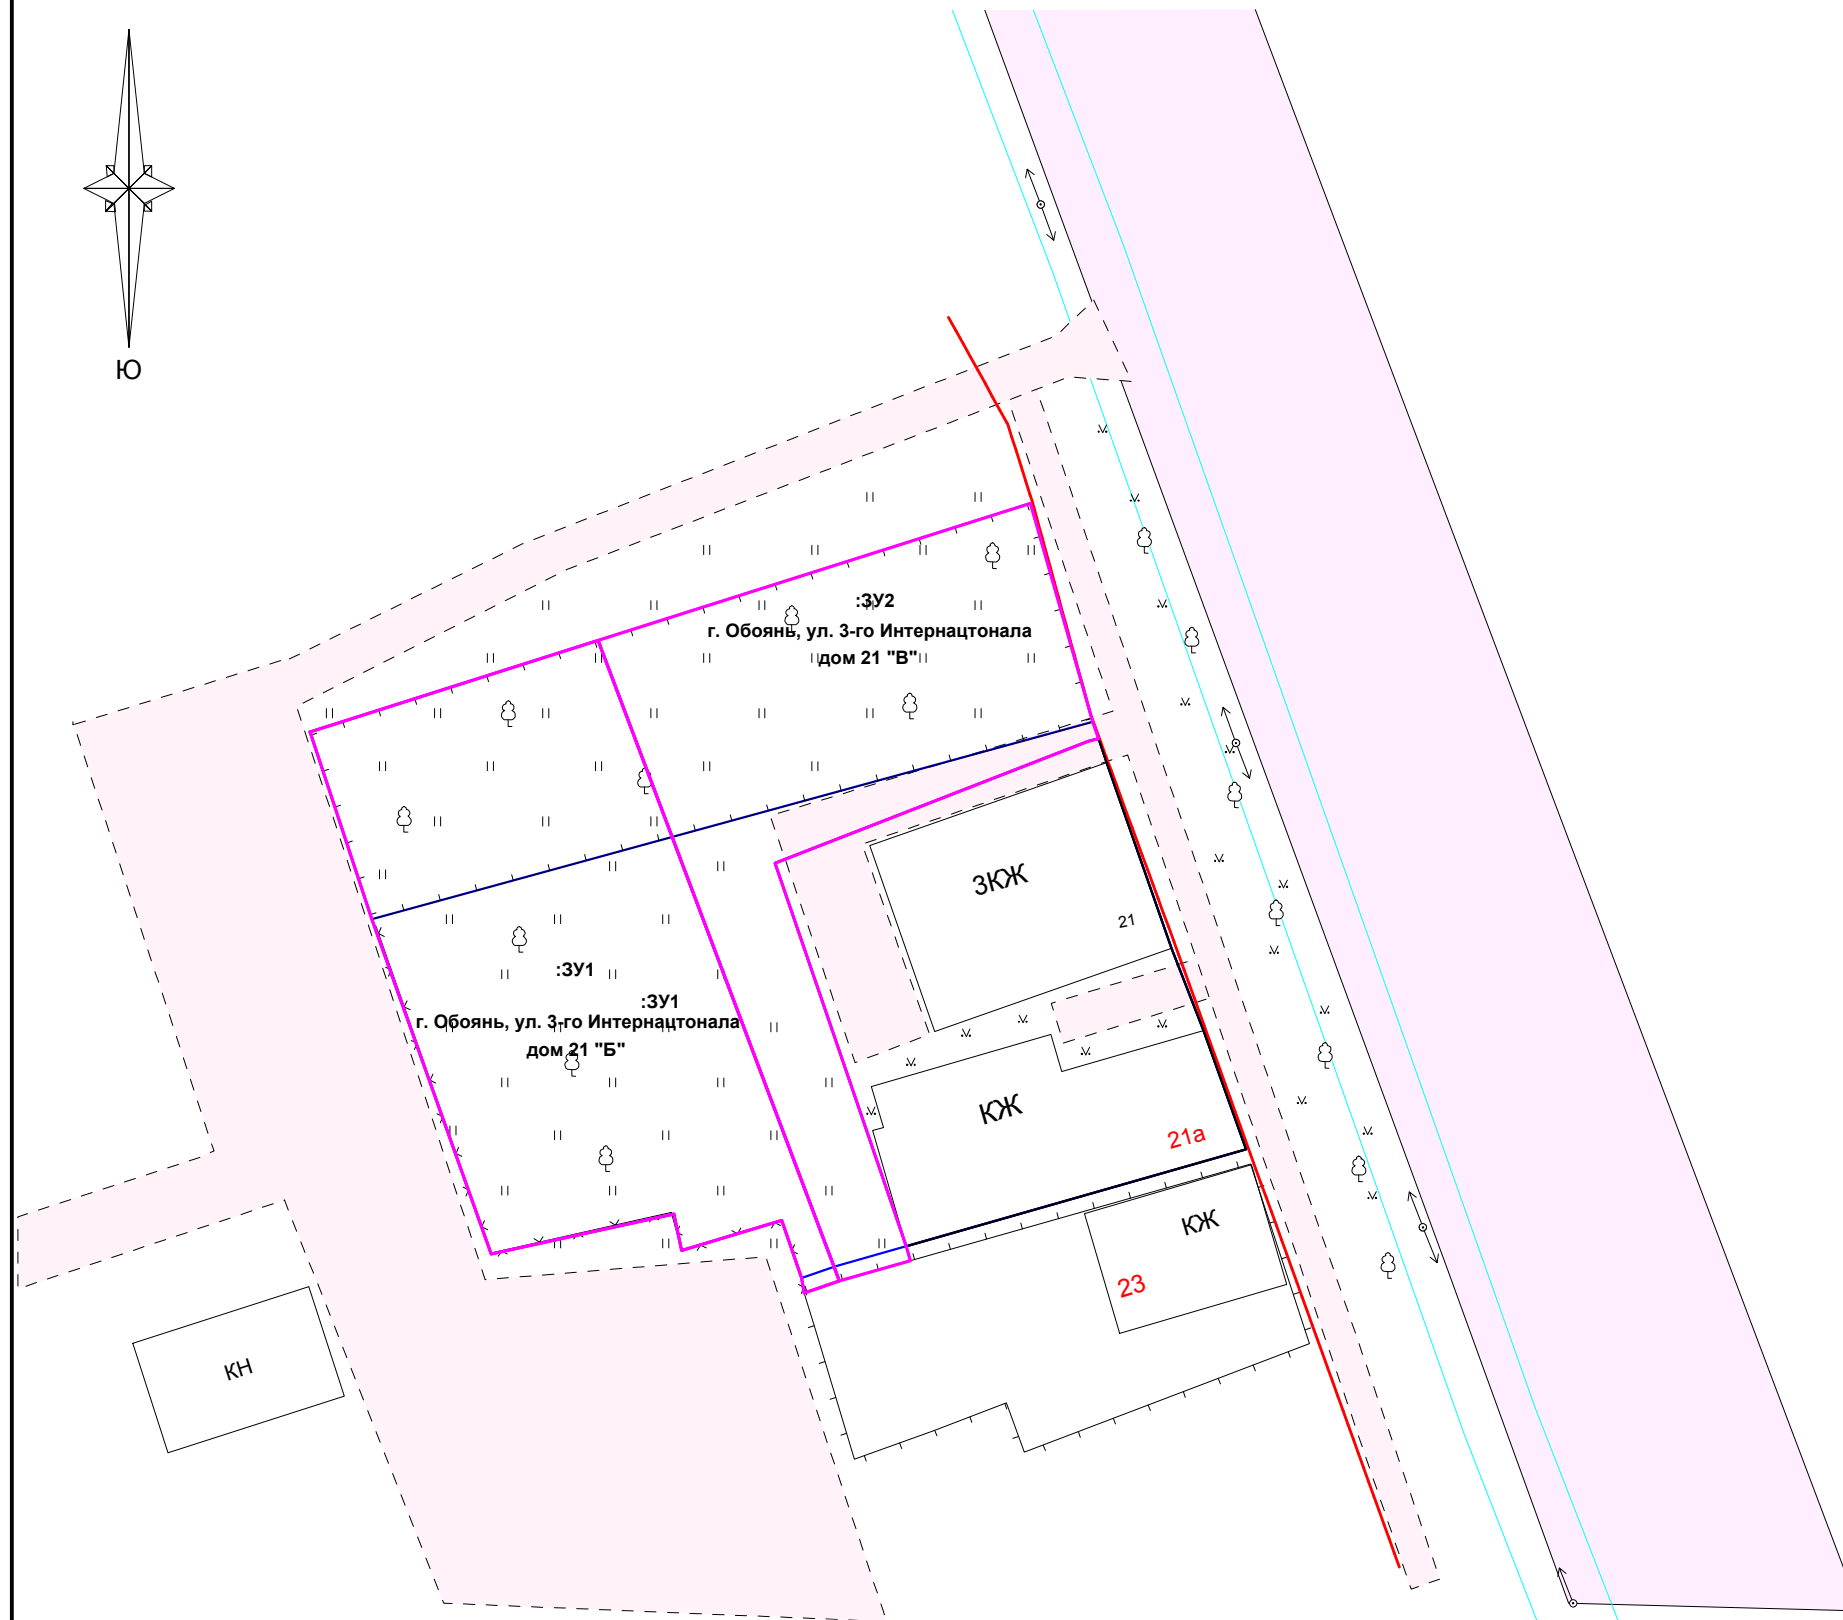 Ю
:ЗУ2
г. Обоянь, ул. 3-го Интернацтонала
дом 21 "В"
3КЖ
21
:ЗУ1
:ЗУ1
г. Обоянь, ул. 3-го Интернацтонала
дом 21 "Б"
КЖ
21а
КЖ
23
КН